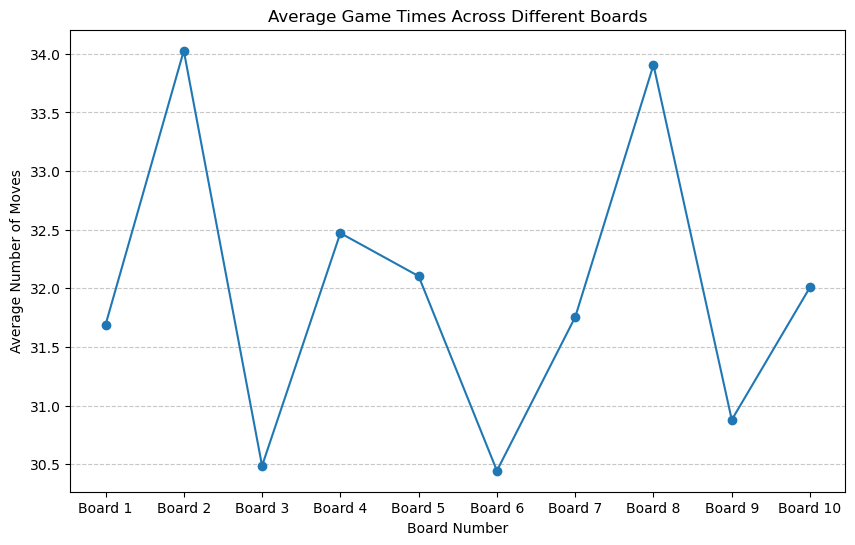 Average Game Times Across Different Boards
Average Number of Moves
34.0
33.5
33.0
32.5
32.0
31.5
31.0
30.5
Board 1 Board 2 Board 3 Board 4 Board 5 Board 6 Board 7 Board 8 Board 9 Board 10
Board Number